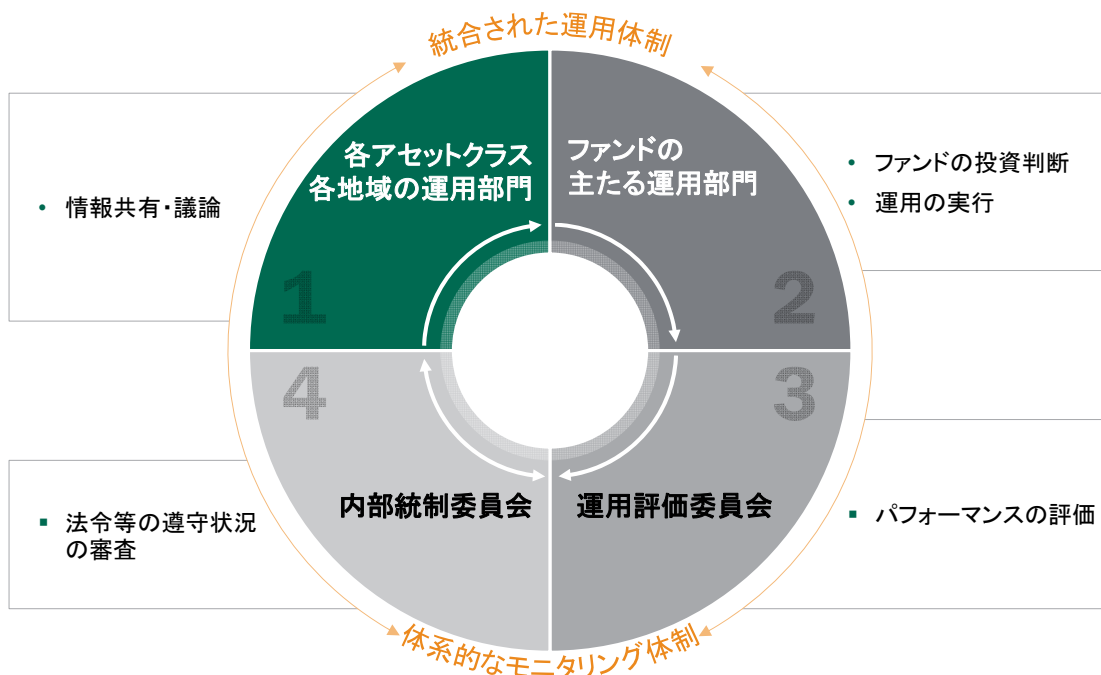 統合された運用体制
各アセットクラス
各地域の運用部門
ファンドの
主たる運用部門
• 情報共有・議論
• ファンドの投資判断
• 運用の実行
1
2
4
3
内部統制委員会
運用評価委員会
▪ 法令等の遵守状況
の審査
▪ パフォーマンスの評価
体系的なモニタリング体制